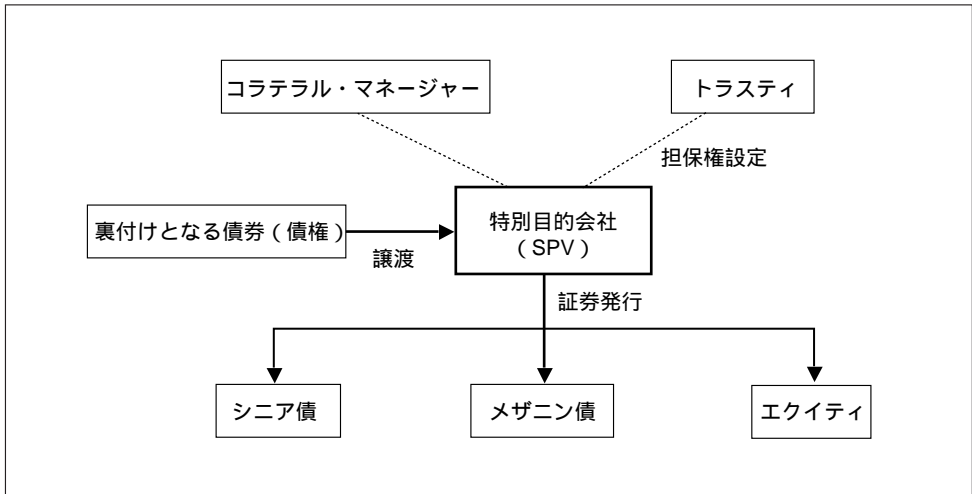 コラテラル・マネージャー
トラスティ
担保権設定
裏付けとなる債券(債権)
譲渡
特別目的会社
(SPV)
証券発行
シニア債
メザニン債
エクイティ